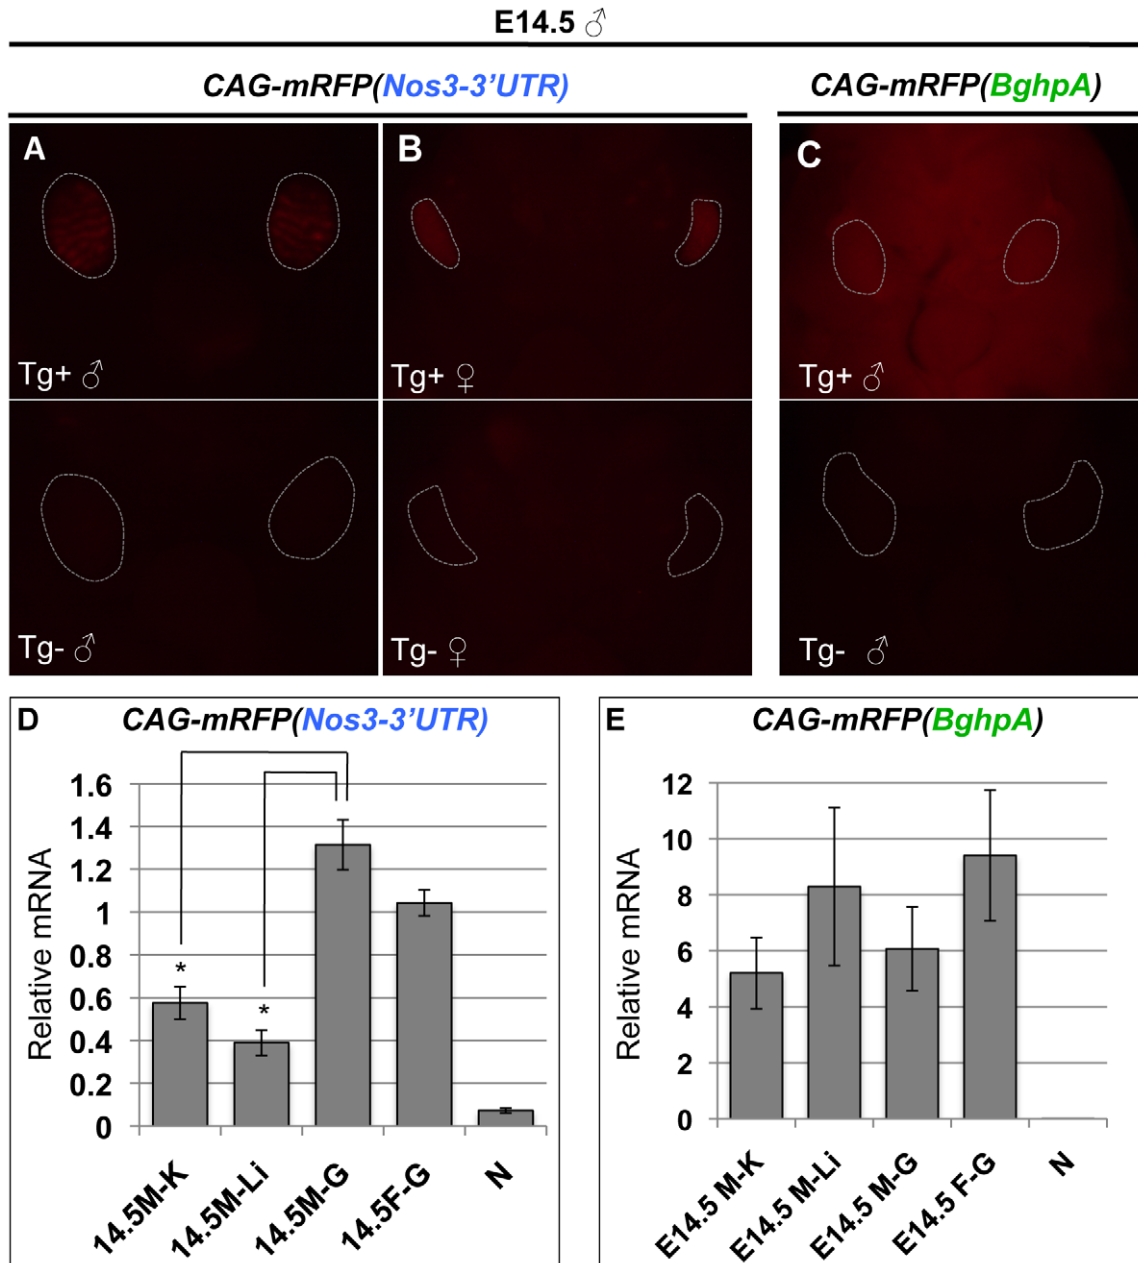 E14.5 ♂
CAG-mRFP(Nos3-3'UTR)
CAG-mRFP(BghpA)
A
B
C
Tg+ ♂
Tg+ ♀
Tg+ ♂
Tg- ♂
Tg- ♀
Tg- ♂
D
CAG-mRFP(Nos3-3'UTR)
Relative mRNA
1.6
1.4
1.2
1
0.8
0.6
0.4
0.2
0
*
*
14.5M-K
14.5M-Li
14.5M-G
14.5F-G
N
E
CAG-mRFP(BghpA)
Relative mRNA
12
10
8
6
4
2
0
E14.5 M-K
E14.5 M-Li
E14.5 M-G
E14.5 F-G
N